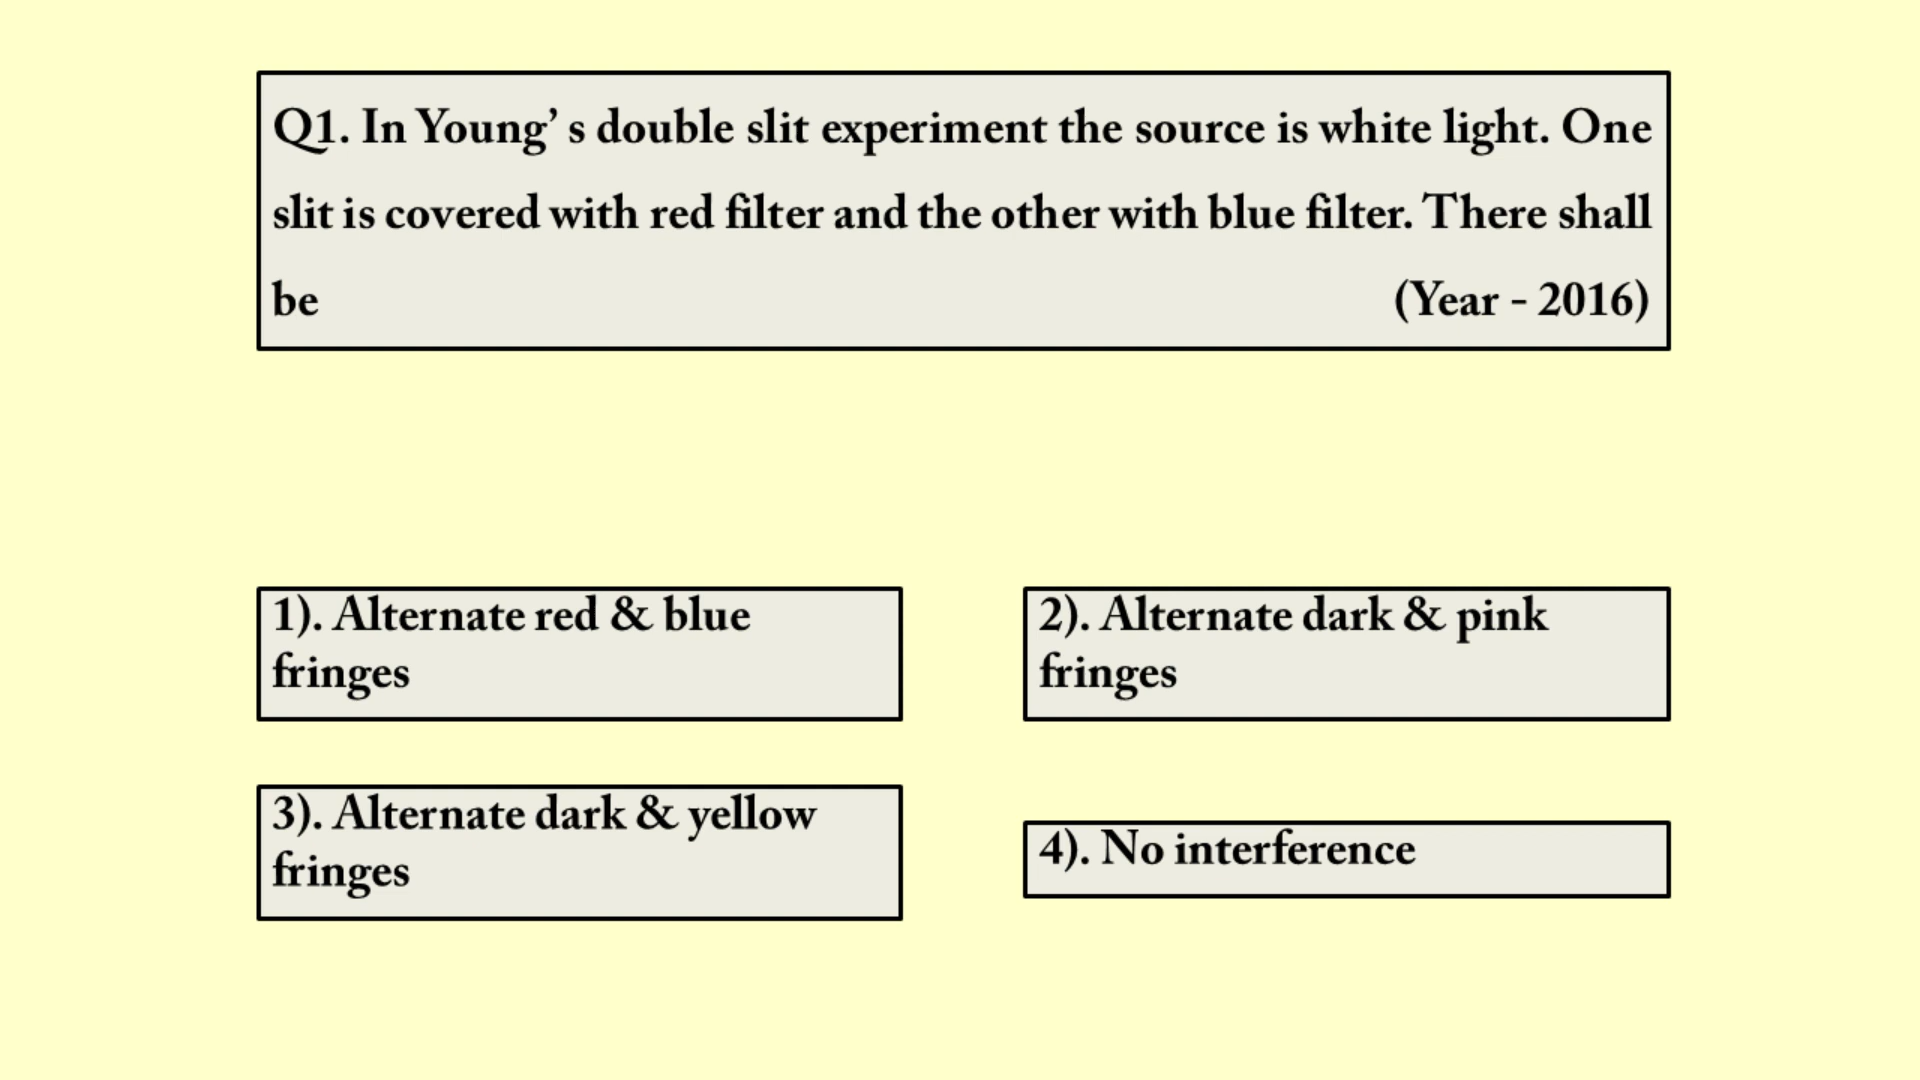 Q1. In Young’ s double slit experiment the source is white light. One
slit is covered with red filter and the other with blue filter. There shall
be (Year - 2016)
1). Alternate red & blue
fringes
2). Alternate dark & pink
fringes
3). Alternate dark & yellow
fringes
4). No interference